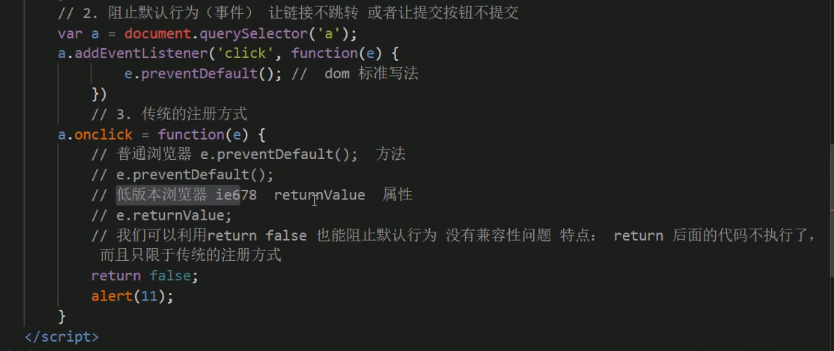 // 2. 阻止默认行为（事件） 让链接不跳转 或者让提交按钮不提交
var a = document.querySelector('a');
a.addEventListener('click', function(e) {
e.preventDefault(); //  dom 标准写法
})
// 3. 传统的注册方式
a.onclick = function(e) {
// 普通浏览器 e.preventDefault();  方法
// e.preventDefault();
// 低版本浏览器 ie678  returnValue  属性
// e.returnValue;
// 我们可以利用return false 也能阻止默认行为 没有兼容性问题 特点： return 后面的代码不执行了，
而且只限于传统的注册方式
return false;
alert(11);
}
</script>